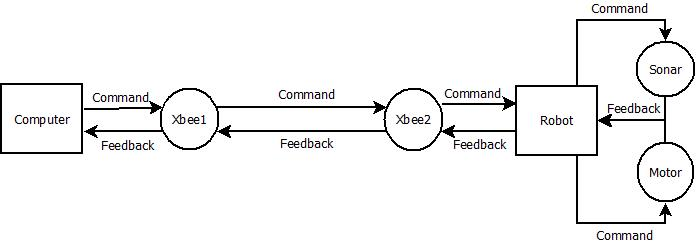 Command
Sonar
Command
Command
Command
Feedback
Computer
Xbee1
Xbee2
Robot
Feedback
Feedback
Feedback
Motor
Command